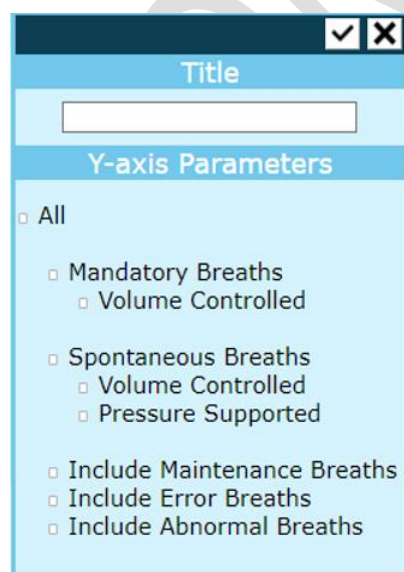 Title
Y-axis Parameters
All
Mandatory Breaths
Volume Controlled
Spontaneous Breaths
Volume Controlled
Pressure Supported
Include Maintenance Breaths
Include Error Breaths
Include Abnormal Breaths